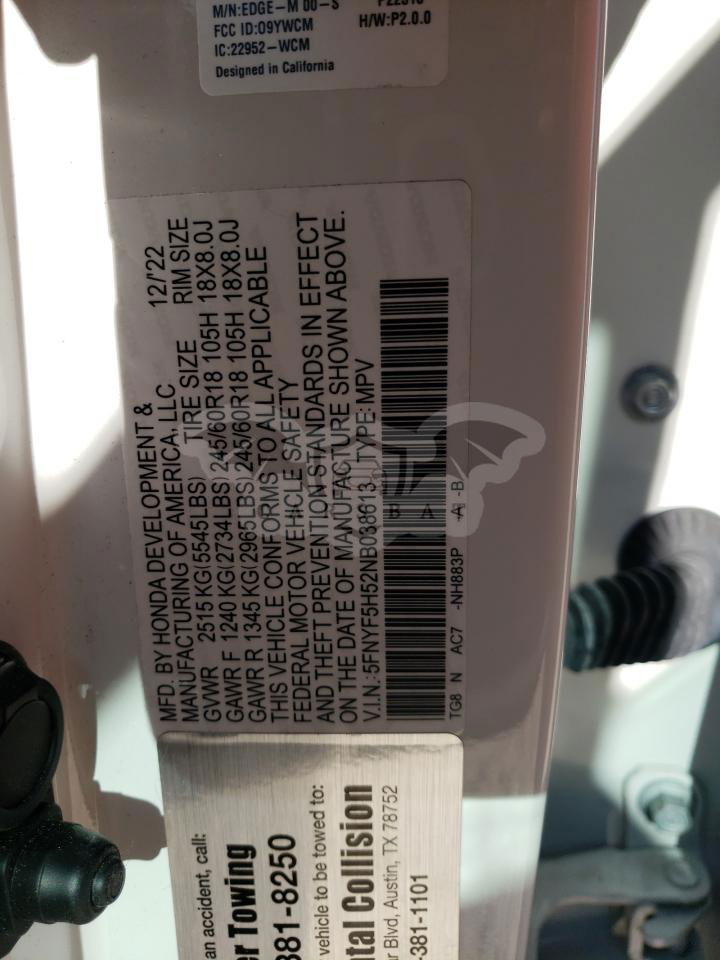 M/N:EDGE-M 00-S
FCC ID:O9YWCM
H/W:P2.0.0
IC:22952-WCM
Designed in California
MFD. BY HONDA DEVELOPMENT & 12/'22
MANUFACTURING OF AMERICA, LLC
GVWR 2515 KG(5545LBS) TIRE SIZE RIM SIZE
GAWR F 1240 KG(2734LBS) 245/60R18 105H 18X8.0J
GAWR R 1345 KG(2965LBS) 245/60R18 105H 18X8.0J
THIS VEHICLE CONFORMS TO ALL APPLICABLE
FEDERAL MOTOR VEHICLE SAFETY
AND THEFT PREVENTION STANDARDS IN EFFECT
ON THE DATE OF MANUFACTURE SHOWN ABOVE.
V.I.N.:5FNYF5H52NB038613 TYPE:MPV
TG8 N AC7 -NH883P -A -B
an accident, call:
Towing
381-8250
vehicle to be towed to:
Collision
Blvd, Austin, TX 78752
-381-1101